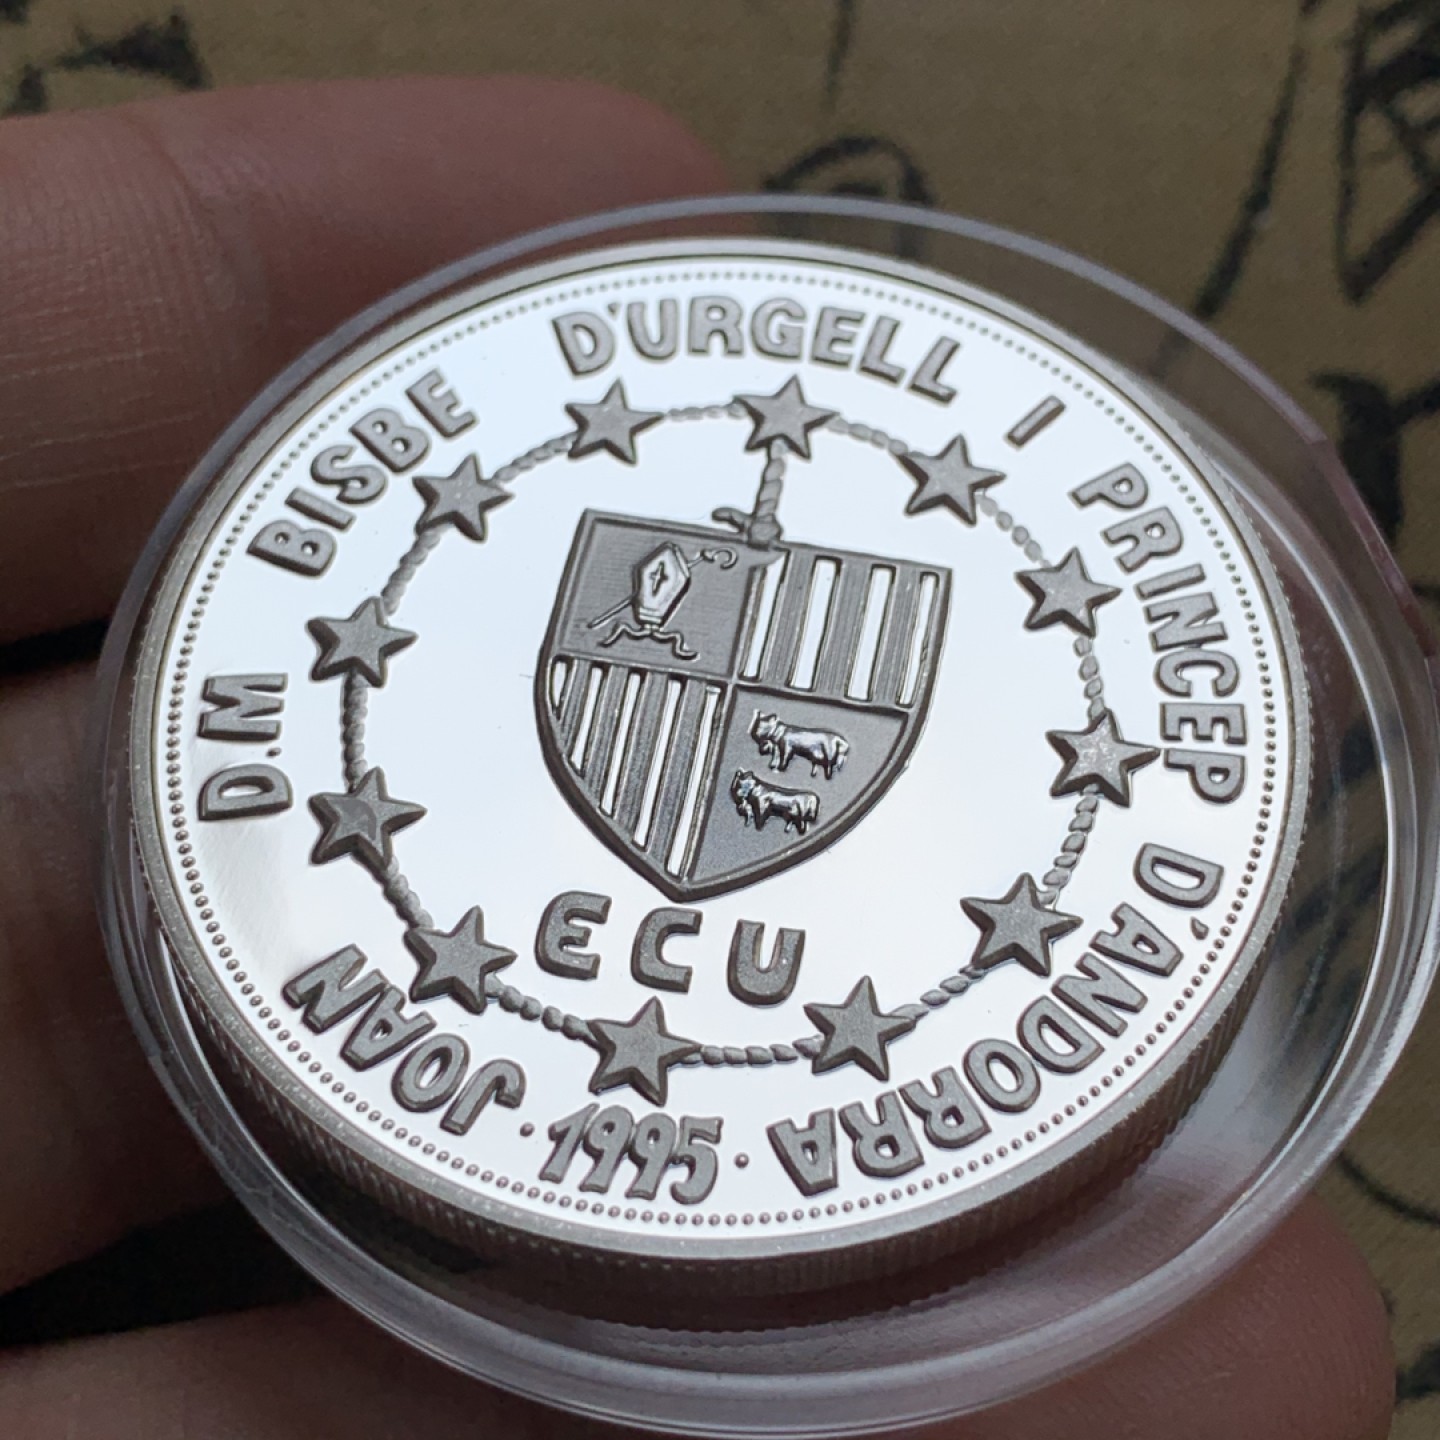 JOAN D.M BISBE D'URGELL I PRINCEP D'ANDORRA
·1995·
ECU